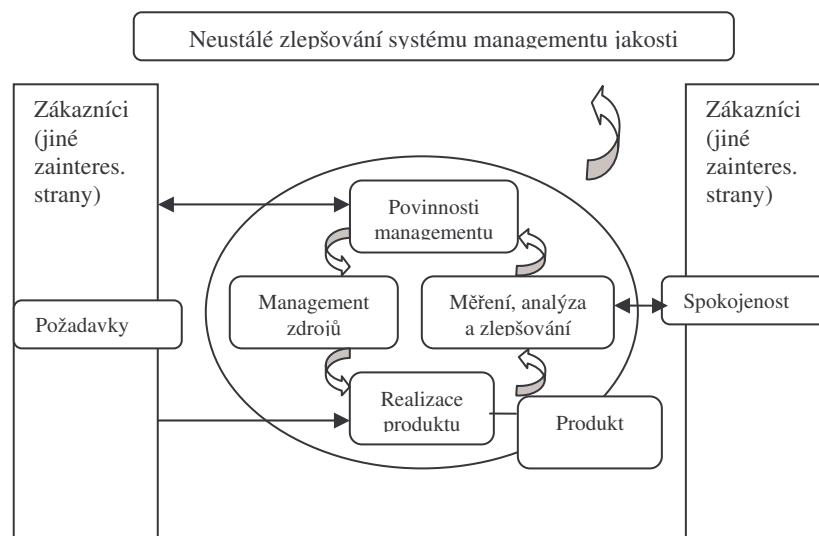 Neustálé zlepšování systému managementu jakosti
Zákazníci
(jiné
zainteres.
strany)
Zákazníci
(jiné
zainteres.
strany)
Povinnosti
managementu
Management
zdrojů
Měření, analýza
a zlepšování
Spokojenost
Požadavky
Realizace
produktu
Produkt